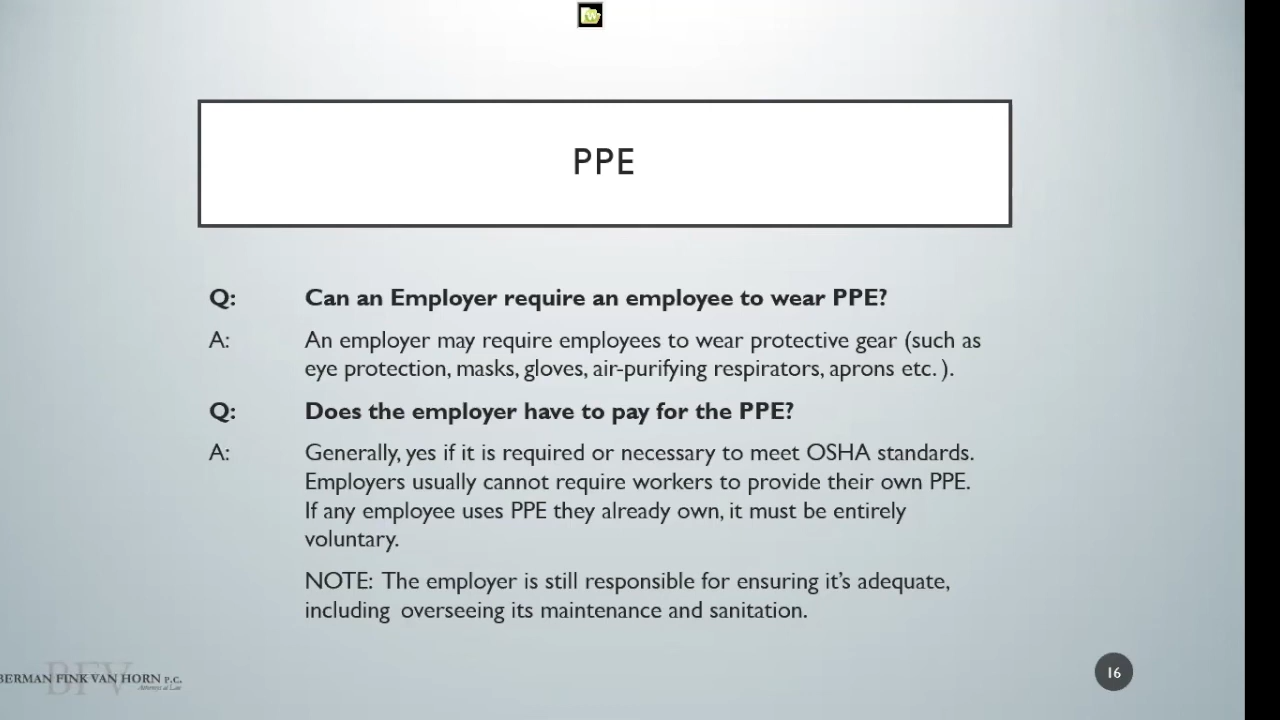 PPE
Q: Can an Employer require an employee to wear PPE?
A: An employer may require employees to wear protective gear (such as
eye protection, masks, gloves, air-purifying respirators, aprons etc. ).
Q: Does the employer have to pay for the PPE?
A: Generally, yes if it is required or necessary to meet OSHA standards.
Employers usually cannot require workers to provide their own PPE.
If any employee uses PPE they already own, it must be entirely
voluntary.
NOTE: The employer is still responsible for ensuring it's adequate,
including overseeing its maintenance and sanitation.
BFV
BERMAN FINK VAN HORN P.C.
Attorneys at Law
16